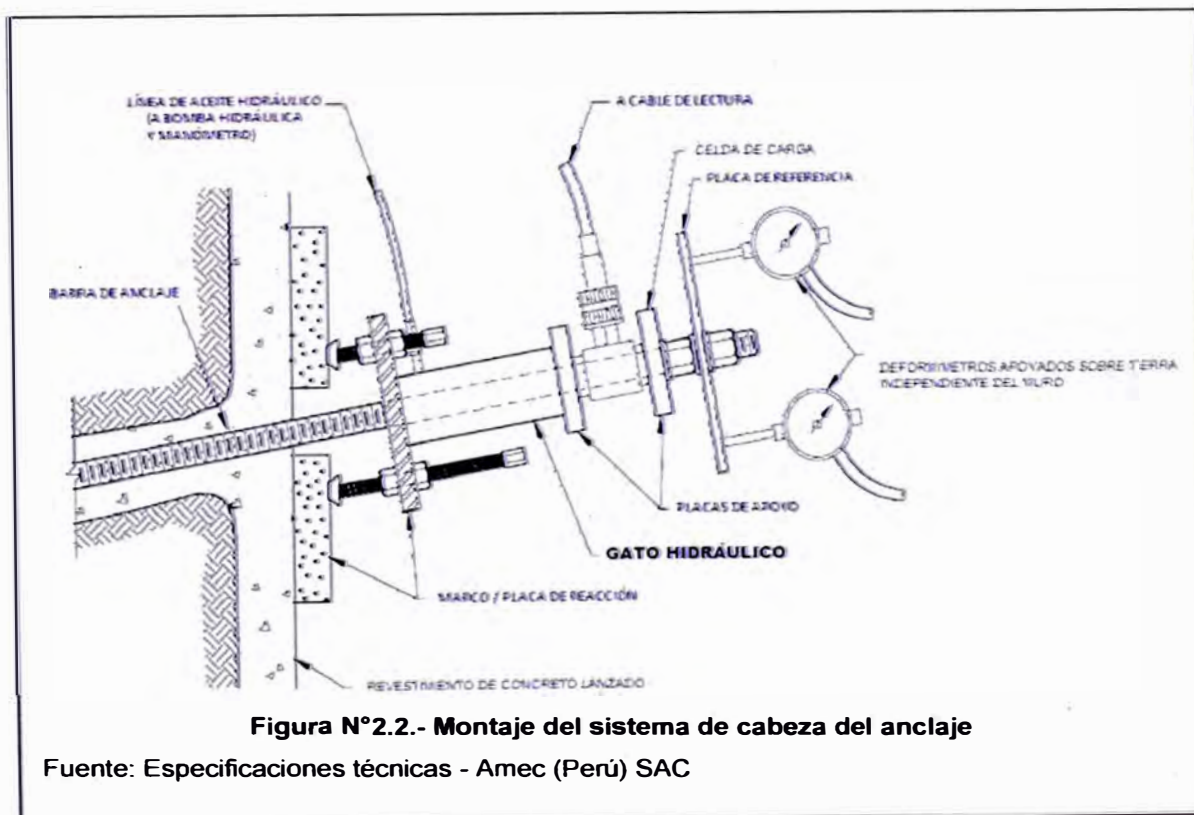 LÍNEA DE ACEITE HIDRÁULICO
(A BOMBA HIDRÁULICA
Y MANÓMETRO)
A CABLE DE LECTURA
CELDA DE CARGA
PLACA DE REFERENCIA
BARRA DE ANCLAJE
DEFORMIMETROS APOYADOS SOBRE TIERRA
INDEPENDIENTE DEL MURO
PLACAS DE APOYO
GATO HIDRÁULICO
MARCO / PLACA DE REACCIÓN
REVESTIMIENTO DE CONCRETO LANZADO
Figura N°2.2.- Montaje del sistema de cabeza del anclaje
Fuente: Especificaciones técnicas - Amec (Perú) SAC